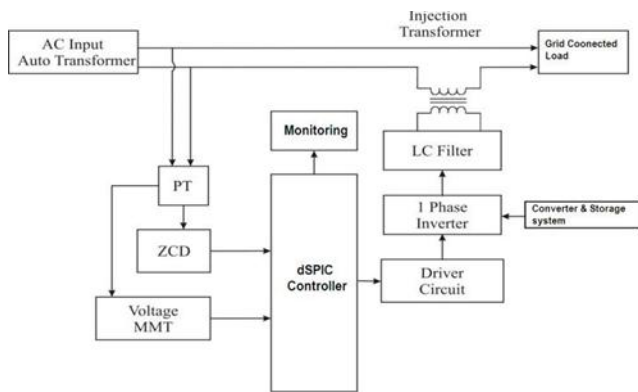 AC Input
Auto Transformer
Injection
Transformer
Grid Coonected
Load
Monitoring
LC Filter
PT
1 Phase
Inverter
Converter & Storage
system
ZCD
dSPIC
Controller
Driver
Circuit
Voltage
MMT